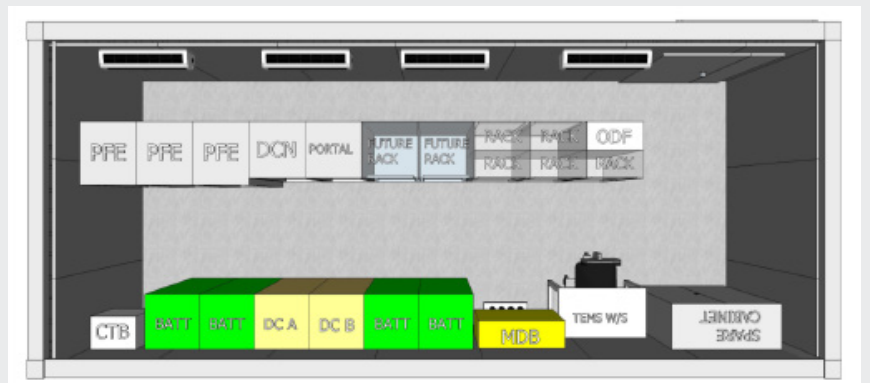 PFE
PFE
PFE
DCN
PORTAL
FUTURE
RACK
FUTURE
RACK
RACK
RACK
ODF
RACK
RACK
RACK
CTB
BATT
BATT
DC A
DC B
BATT
BATT
MDB
TEMS W/S
SPARE
CABINET